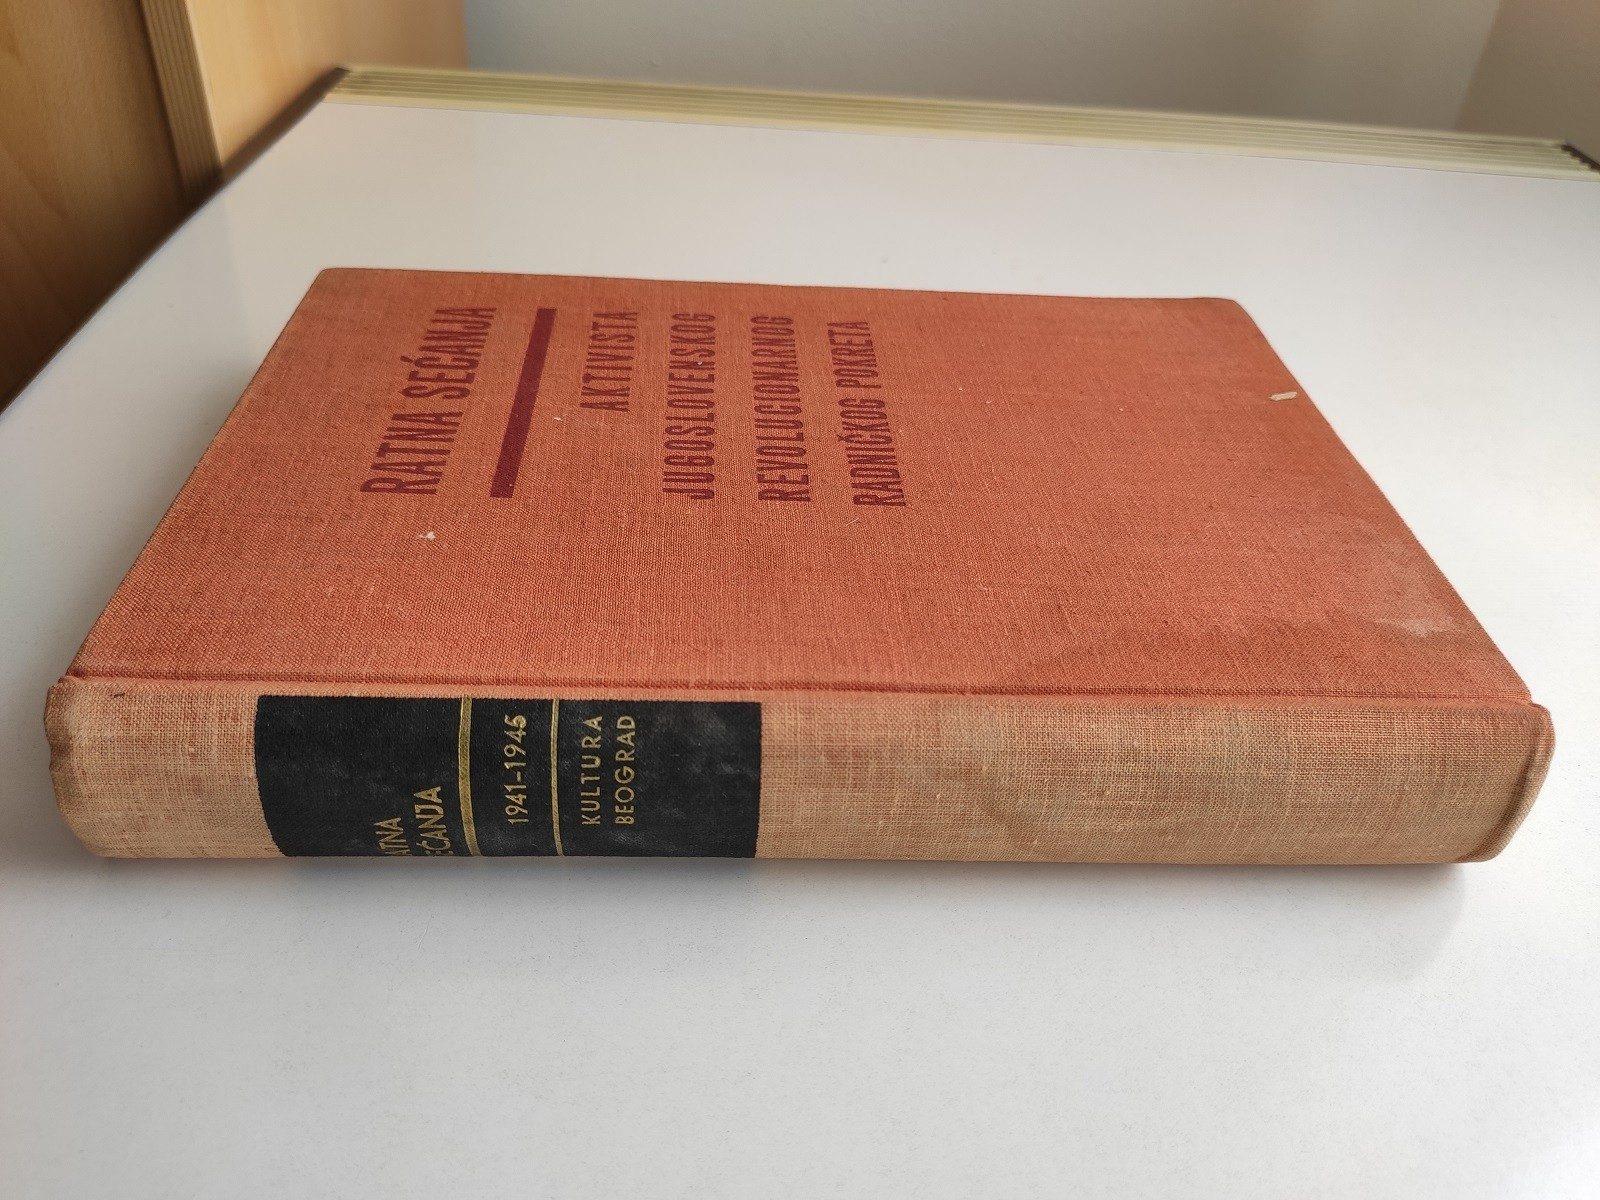 RATNA SEĆANJA
AKTIVISTA
JUGOSLOVENSKOG
REVOLUCIONARNOG
RADNIČKOG POKRETA
1941-1945
KULTURA
BEOGRAD